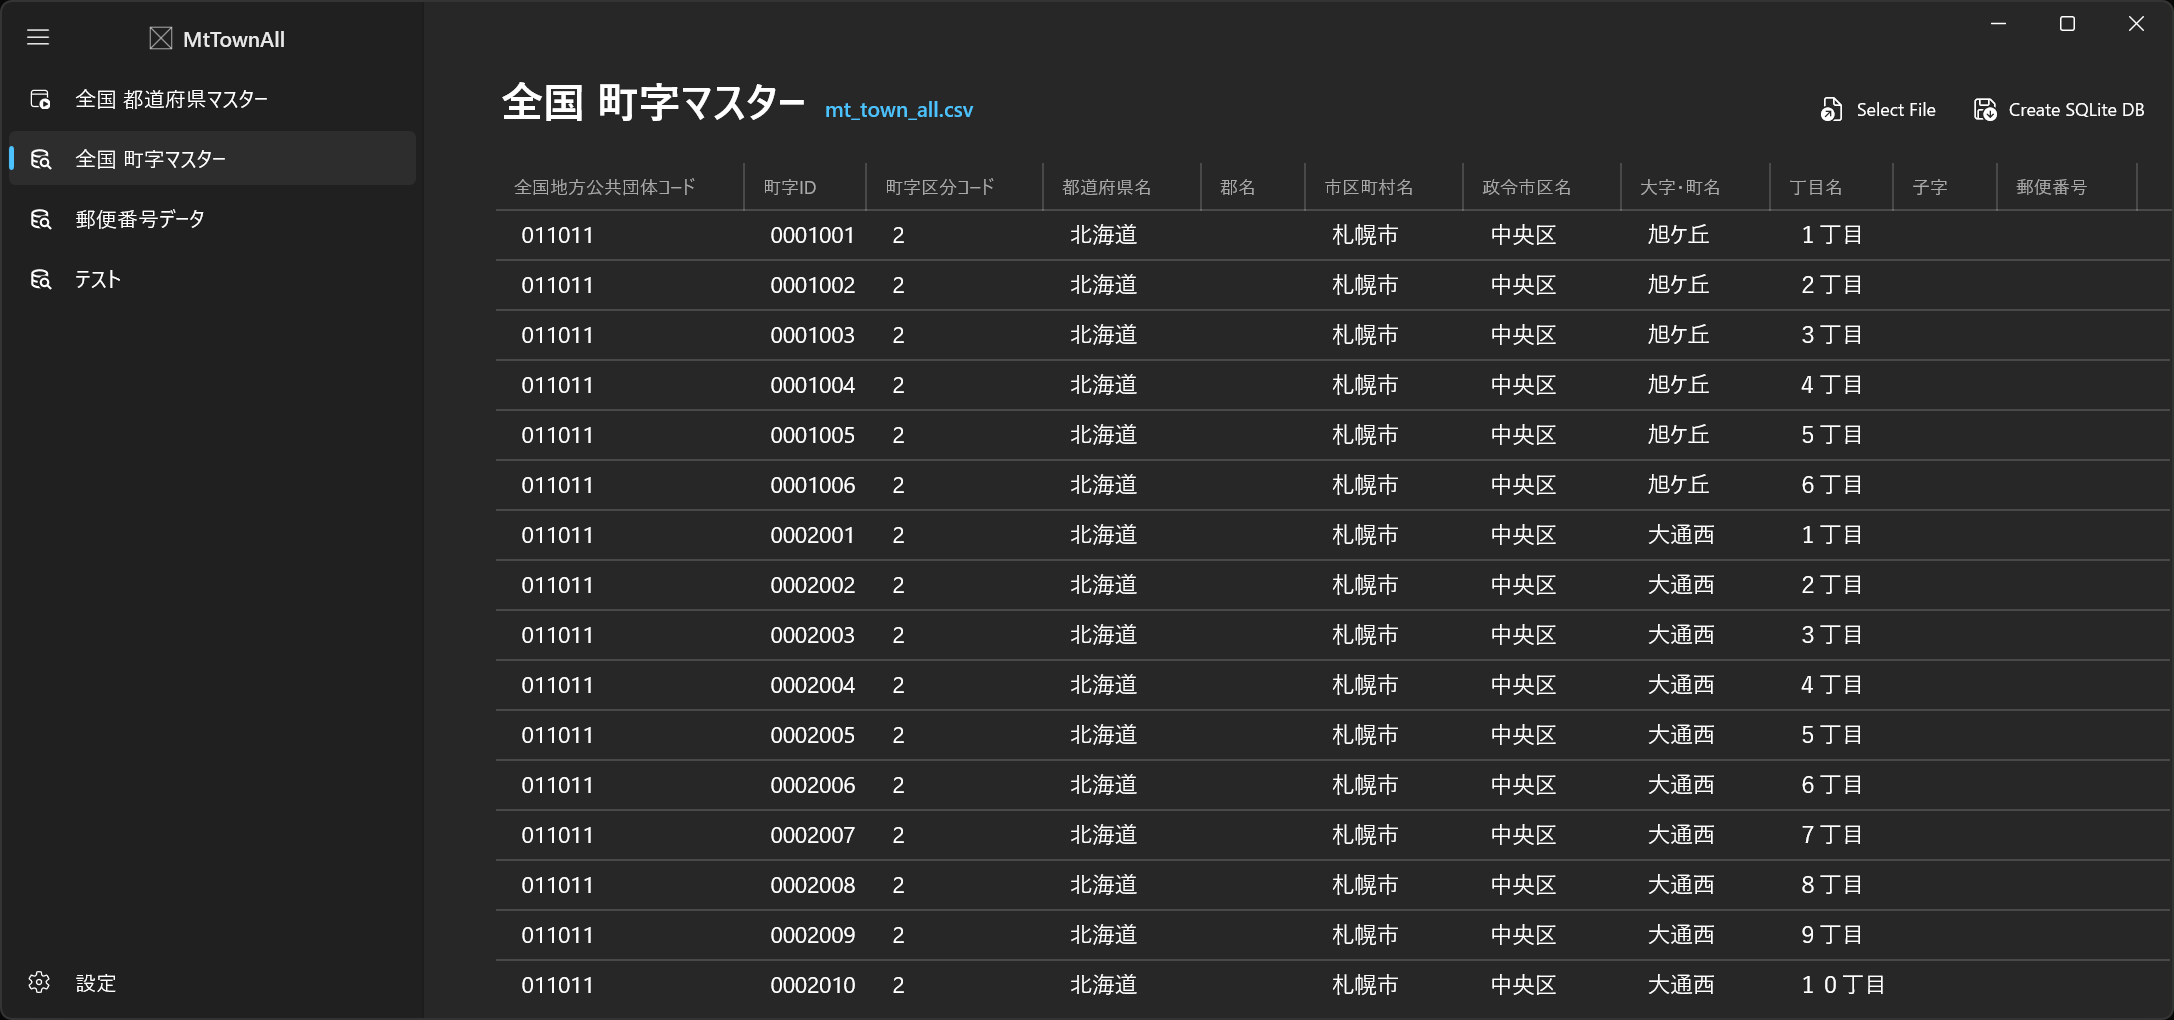 MtTownAll
全国 都道府県マスター
全国 町字マスター
郵便番号データ
テスト
設定
全国 町字マスター mt_town_all.csv
Select File Create SQLite DB
全国地方公共団体コード 町字ID 町字区分コード 都道府県名 郡名 市区町村名 政令市区名 大字・町名 丁目名 子字 郵便番号
011011 0001001 2 北海道 札幌市 中央区 旭ケ丘 １丁目
011011 0001002 2 北海道 札幌市 中央区 旭ケ丘 ２丁目
011011 0001003 2 北海道 札幌市 中央区 旭ケ丘 ３丁目
011011 0001004 2 北海道 札幌市 中央区 旭ケ丘 ４丁目
011011 0001005 2 北海道 札幌市 中央区 旭ケ丘 ５丁目
011011 0001006 2 北海道 札幌市 中央区 旭ケ丘 ６丁目
011011 0002001 2 北海道 札幌市 中央区 大通西 １丁目
011011 0002002 2 北海道 札幌市 中央区 大通西 ２丁目
011011 0002003 2 北海道 札幌市 中央区 大通西 ３丁目
011011 0002004 2 北海道 札幌市 中央区 大通西 ４丁目
011011 0002005 2 北海道 札幌市 中央区 大通西 ５丁目
011011 0002006 2 北海道 札幌市 中央区 大通西 ６丁目
011011 0002007 2 北海道 札幌市 中央区 大通西 ７丁目
011011 0002008 2 北海道 札幌市 中央区 大通西 ８丁目
011011 0002009 2 北海道 札幌市 中央区 大通西 ９丁目
011011 0002010 2 北海道 札幌市 中央区 大通西 １０丁目